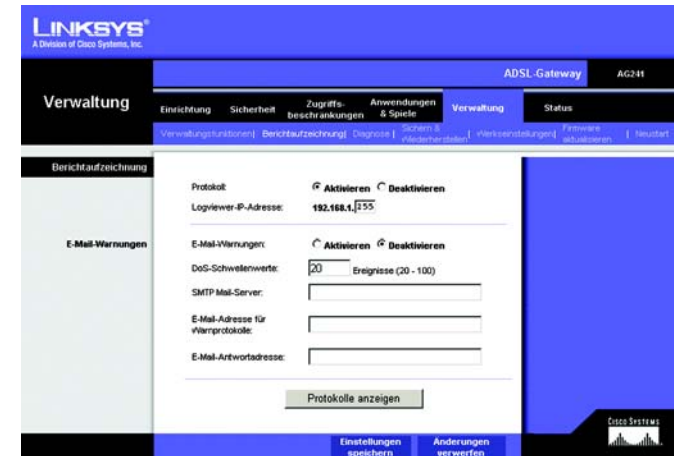 LINKSYS®
A Division of Cisco Systems, Inc.
ADSL-Gateway AG241
Verwaltung
Einrichtung Sicherheit Zugriffs-beschränkungen Anwendungen & Spiele Verwaltung Status
Verwaltungsfunktionen | Berichtaufzeichnung | Diagnose | Sichern & Wiederherstellen | Werkseinstellungen | Firmware aktualisieren | Neustart
Berichtaufzeichnung
Protokoll: Aktivieren Deaktivieren
Logviewer-IP-Adresse: 192.168.1. 255
E-Mail-Warnungen
E-Mail-Warnungen: Aktivieren Deaktivieren
DoS-Schwellenwerte: 20 Ereignisse (20 - 100)
SMTP Mail-Server:
E-Mail-Adresse für
Warnprotokolle:
E-Mail-Antwortadresse:
Protokolle anzeigen
CISCO SYSTEMS
Einstellungen speichern Änderungen verwerfen